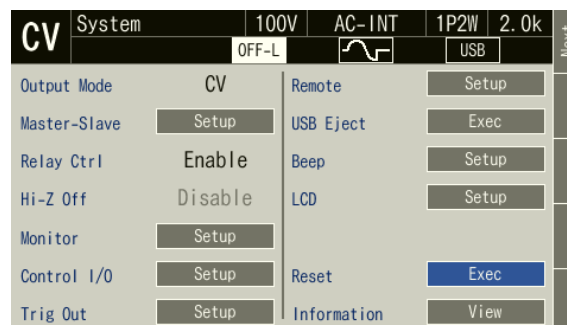 CV System 100V AC-INT 1P2W 2.0k Next
OFF-L USB
Output Mode CV Remote Setup
Master-Slave Setup USB Eject Exec
Relay Ctrl Enable Beep Setup
Hi-Z Off Disable LCD Setup
Monitor Setup
Control I/O Setup Reset Exec
Trig Out Setup Information View